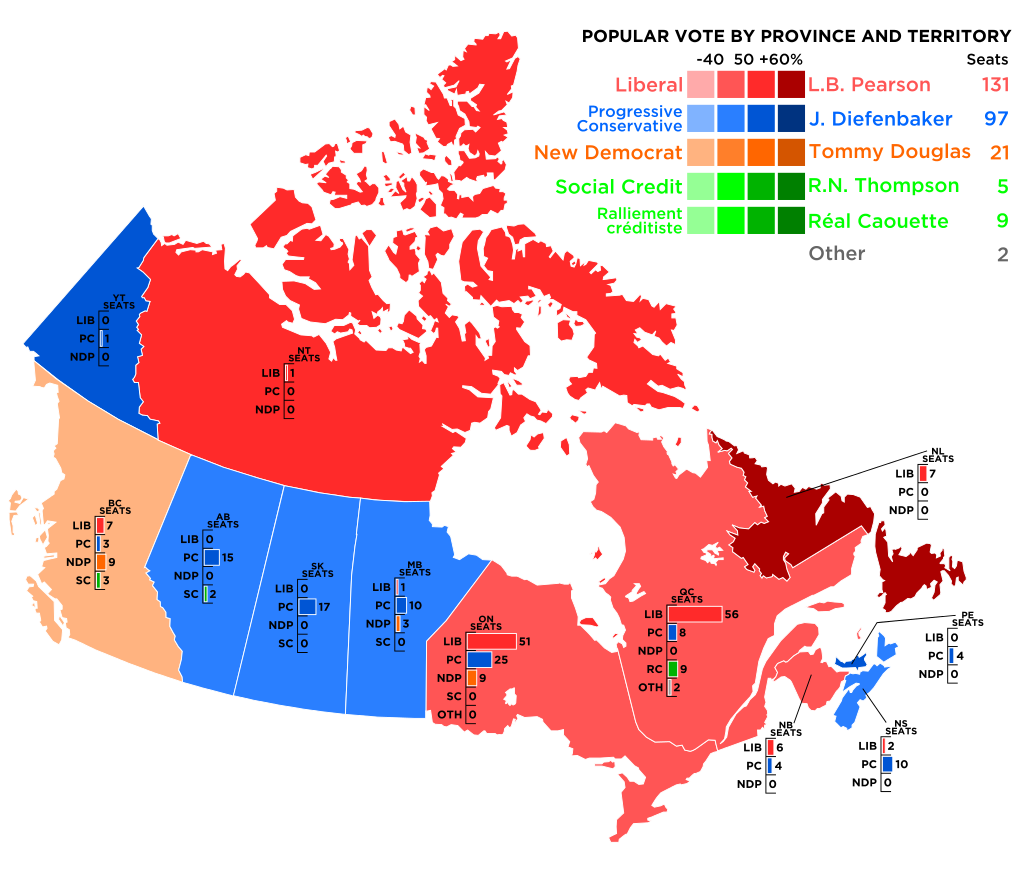 POPULAR VOTE BY PROVINCE AND TERRITORY
-40 50 +60% Seats
Liberal L.B. Pearson 131
Progressive
Conservative J. Diefenbaker 97
New Democrat Tommy Douglas 21
Social Credit R.N. Thompson 5
Ralliement
créditiste Réal Caouette 9
Other 2
YT
SEATS
LIB 0
PC 1
NDP 0
NT
SEATS
LIB 1
PC 0
NDP 0
NL
SEATS
LIB 7
PC 0
NDP 0
BC
SEATS
LIB 7
PC 3
NDP 9
SC 3
AB
SEATS
LIB 0
PC 15
NDP 0
SC 2
SK
SEATS
LIB 0
PC 17
NDP 0
SC 0
MB
SEATS
LIB 1
PC 10
NDP 3
SC 0
ON
SEATS
LIB 51
PC 25
NDP 9
SC 0
OTH 0
QC
SEATS
LIB 56
PC 8
NDP 0
RC 9
OTH 2
PE
SEATS
LIB 0
PC 4
NDP 0
NB
SEATS
LIB 6
PC 4
NDP 0
NS
SEATS
LIB 2
PC 10
NDP 0